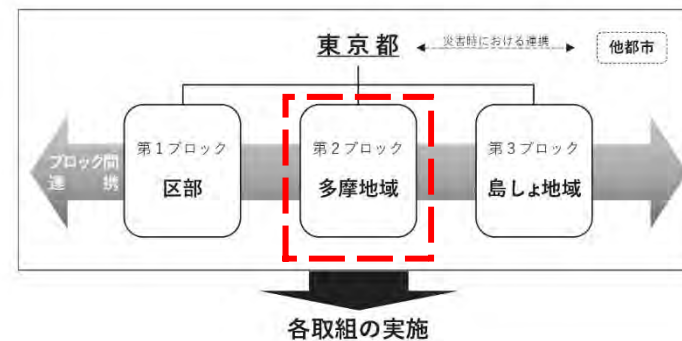 東京都
災害時における連携
他都市
ブロック間
連携
第1ブロック
区部
第2ブロック
多摩地域
第3ブロック
島しょ地域
各取組の実施